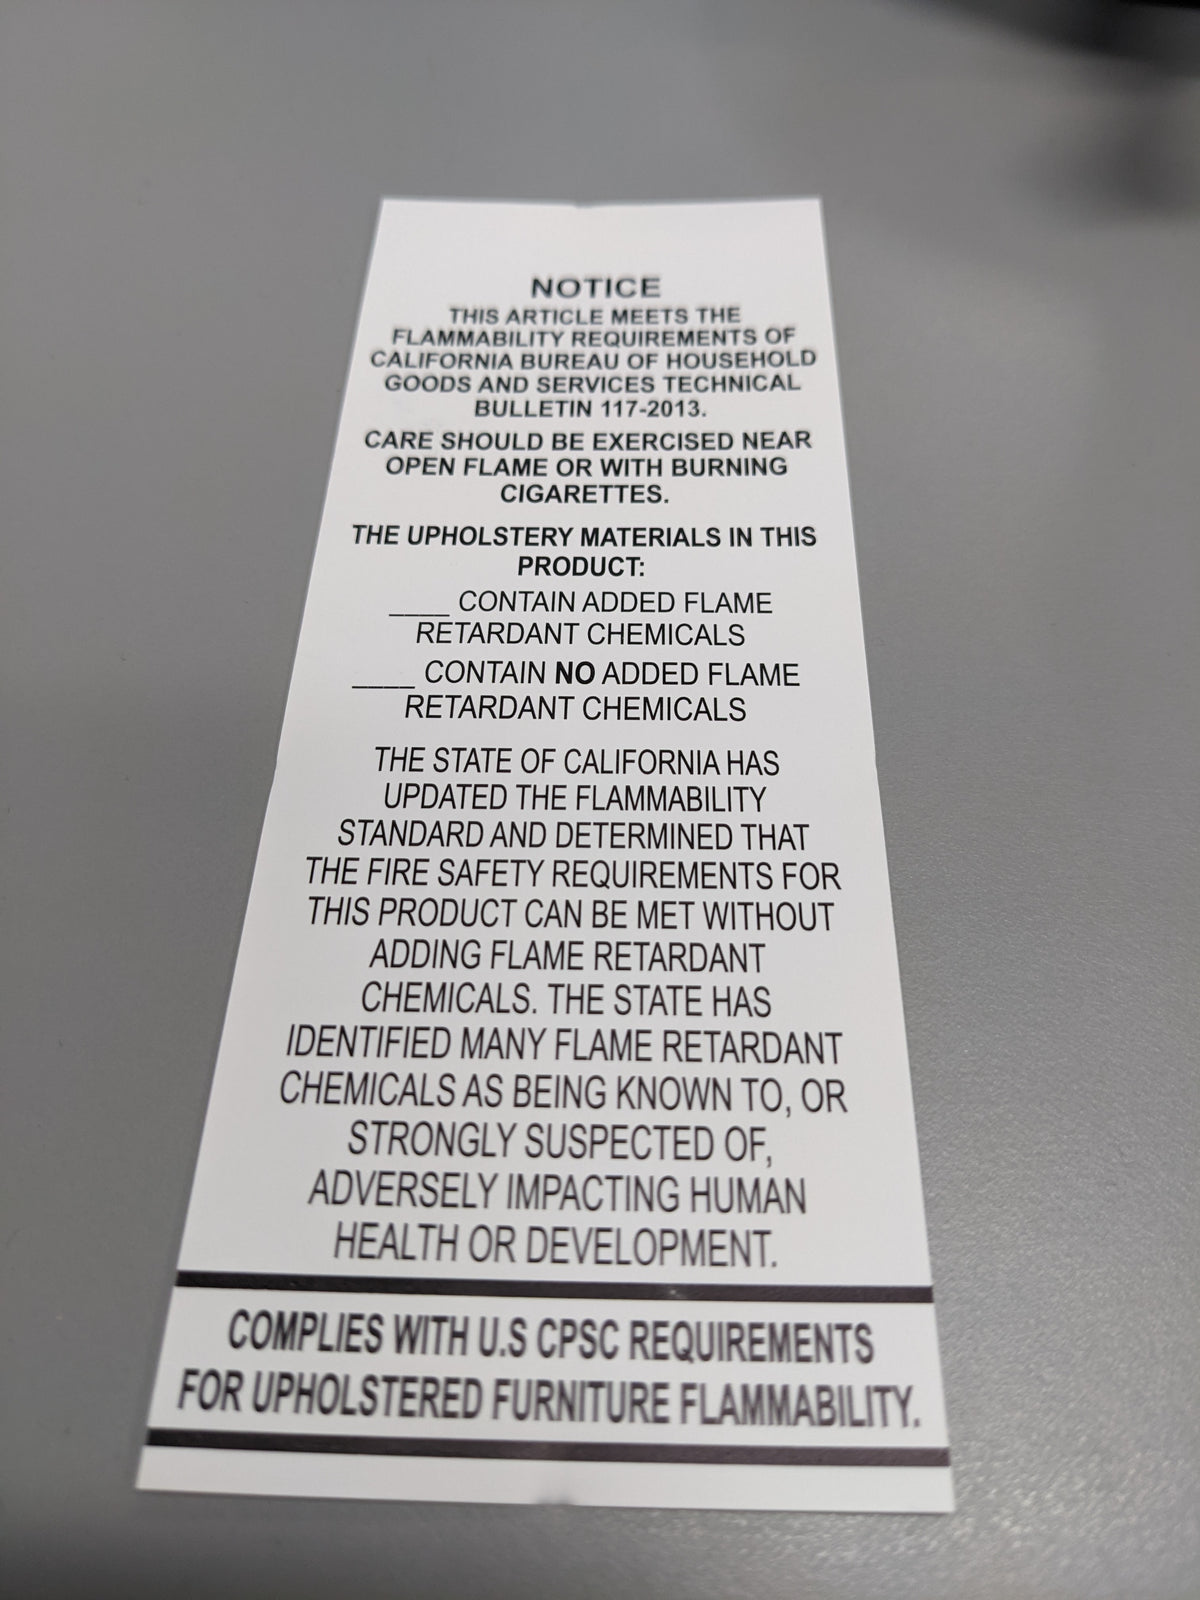 NOTICE
THIS ARTICLE MEETS THE
FLAMMABILITY REQUIREMENTS OF
CALIFORNIA BUREAU OF HOUSEHOLD
GOODS AND SERVICES TECHNICAL
BULLETIN 117-2013.
CARE SHOULD BE EXERCISED NEAR
OPEN FLAME OR WITH BURNING
CIGARETTES.
THE UPHOLSTERY MATERIALS IN THIS
PRODUCT:
____ CONTAIN ADDED FLAME
RETARDANT CHEMICALS
____ CONTAIN NO ADDED FLAME
RETARDANT CHEMICALS
THE STATE OF CALIFORNIA HAS
UPDATED THE FLAMMABILITY
STANDARD AND DETERMINED THAT
THE FIRE SAFETY REQUIREMENTS FOR
THIS PRODUCT CAN BE MET WITHOUT
ADDING FLAME RETARDANT
CHEMICALS. THE STATE HAS
IDENTIFIED MANY FLAME RETARDANT
CHEMICALS AS BEING KNOWN TO, OR
STRONGLY SUSPECTED OF,
ADVERSELY IMPACTING HUMAN
HEALTH OR DEVELOPMENT.
COMPLIES WITH U.S CPSC REQUIREMENTS
FOR UPHOLSTERED FURNITURE FLAMMABILITY.